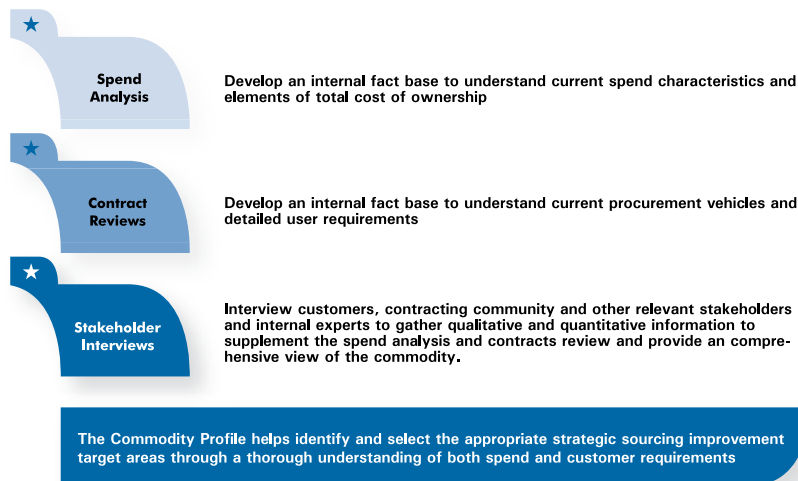 Spend
Analysis
Develop an internal fact base to understand current spend characteristics and
elements of total cost of ownership
Contract
Reviews
Develop an internal fact base to understand current procurement vehicles and
detailed user requirements
Stakeholder
Interviews
Interview customers, contracting community and other relevant stakeholders
and internal experts to gather qualitative and quantitative information to
supplement the spend analysis and contracts review and provide an compre-
hensive view of the commodity.
The Commodity Profile helps identify and select the appropriate strategic sourcing improvement
target areas through a thorough understanding of both spend and customer requirements